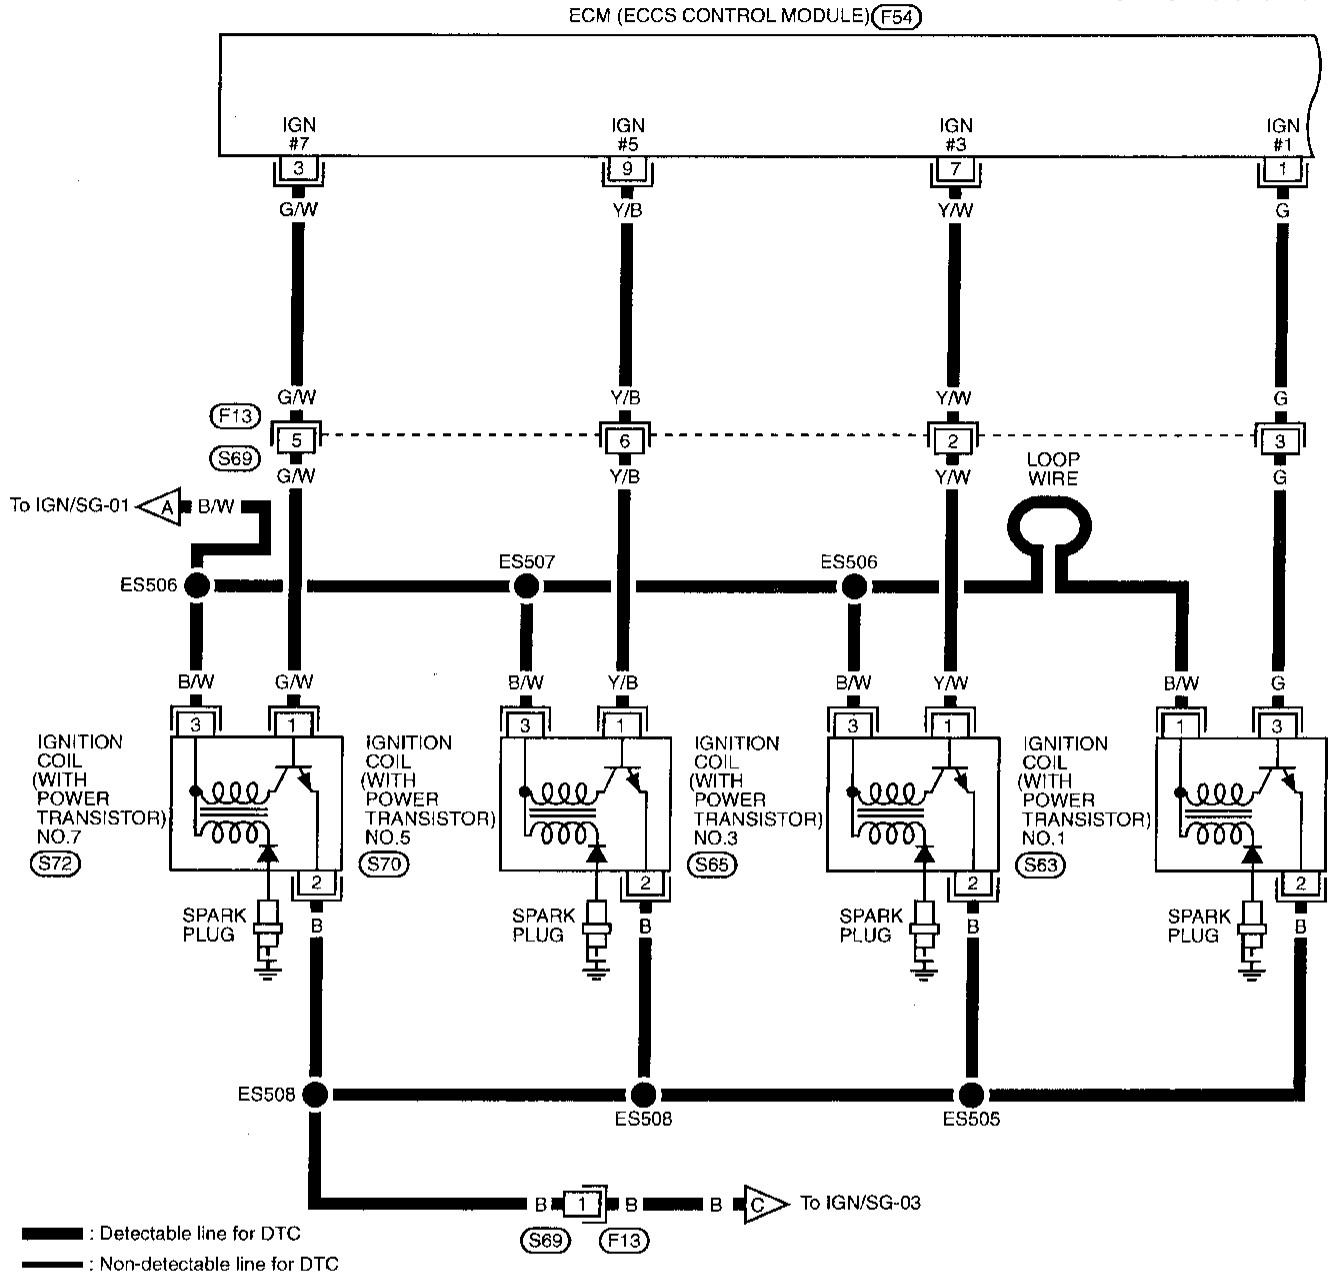 ECM (ECCS CONTROL MODULE) F54
IGN #7
IGN #5
IGN #3
IGN #1
3
9
7
1
G/W
Y/B
Y/W
G
G/W
Y/B
Y/W
G
F13
5
6
2
3
S69
G/W
Y/B
Y/W
G
LOOP
WIRE
To IGN/SG-01 A B/W
ES506
ES507
ES506
B/W
G/W
B/W
Y/B
B/W
Y/W
B/W
G
3
1
3
1
3
1
1
3
IGNITION
COIL
(WITH
POWER
TRANSISTOR)
NO.7
S72
IGNITION
COIL
(WITH
POWER
TRANSISTOR)
NO.5
S70
IGNITION
COIL
(WITH
POWER
TRANSISTOR)
NO.3
S65
IGNITION
COIL
(WITH
POWER
TRANSISTOR)
NO.1
S63
2
2
2
2
SPARK
PLUG
B
SPARK
PLUG
B
SPARK
PLUG
B
SPARK
PLUG
B
ES508
ES508
ES505
B 1 B B C To IGN/SG-03
S69 F13
: Detectable line for DTC
: Non-detectable line for DTC